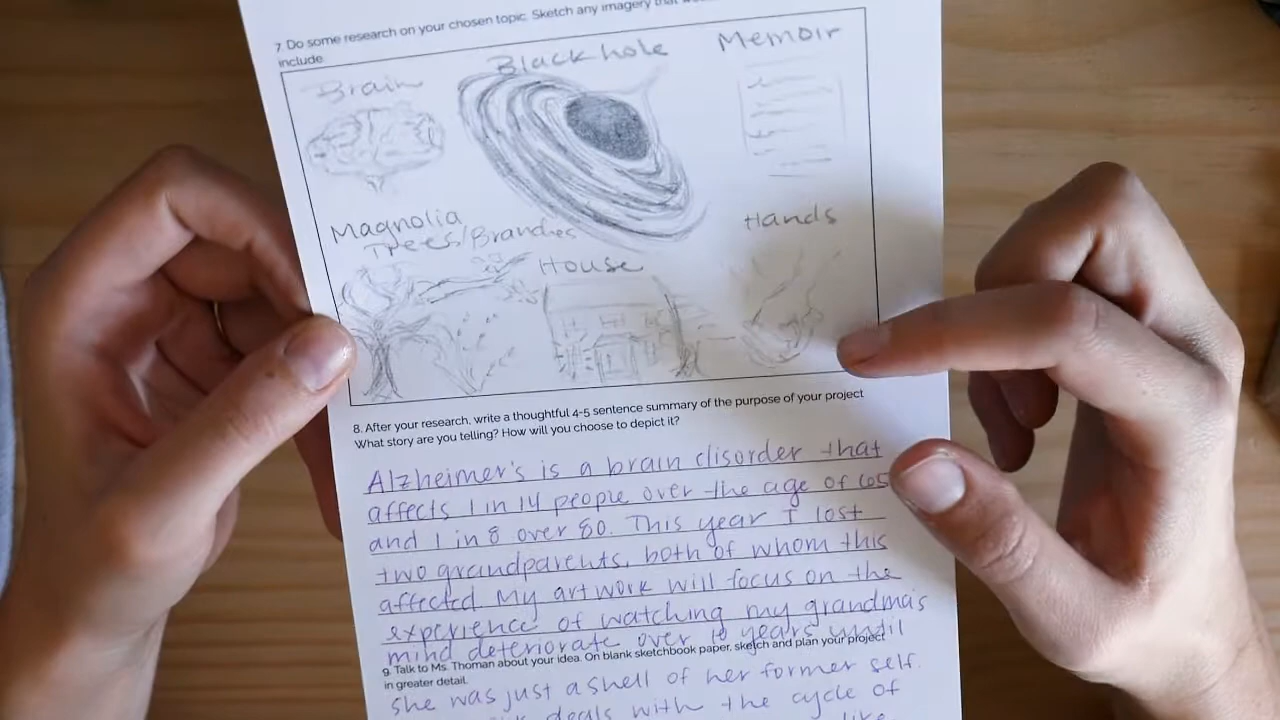 7. Do some research on your chosen topic. Sketch any imagery that
include.
Brain
Black hole
Memoir
Magnolia
Trees/Branches
House
Hands
8. After your research, write a thoughtful 4-5 sentence summary of the purpose of your project
What story are you telling? How will you choose to depict it?
Alzheimer's is a brain disorder that
affects 1 in 14 people over the age of 65
and 1 in 8 over 80. This year I lost
two grandparents, both of whom this
affected. My artwork will focus on the
experience of watching my grandma's
mind deteriorate over 10 years until
9. Talk to Ms. Thoman about your idea. On blank sketchbook paper, sketch and plan your project
in greater detail.
she was just a shell of her former self.
deals with the cycle of
like